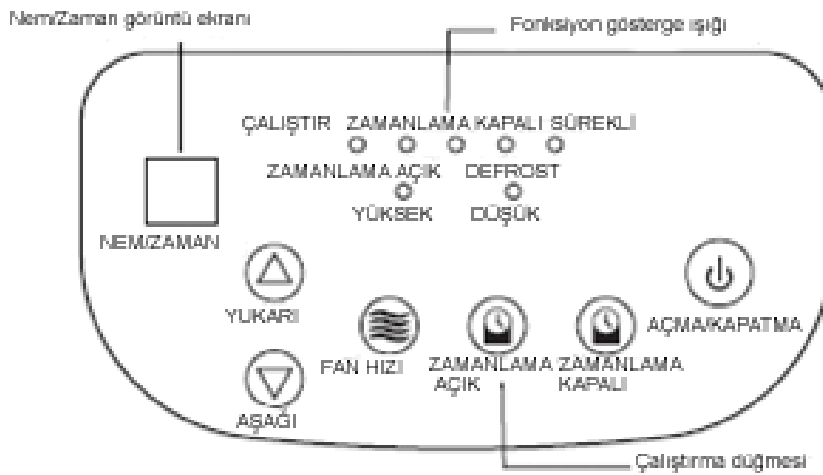 Nem/Zaman görüntü ekranı
Fonksiyon gösterge ışığı
ÇALIŞTIR ZAMANLAMA KAPALI SÜREKLİ
ZAMANLAMA AÇIK DEFROST
YÜKSEK DÜŞÜK
NEM/ZAMAN
YUKARI
AÇMA/KAPATMA
FAN HIZI
ZAMANLAMA AÇIK
ZAMANLAMA KAPALI
AŞAĞI
Çalıştırma düğmesi